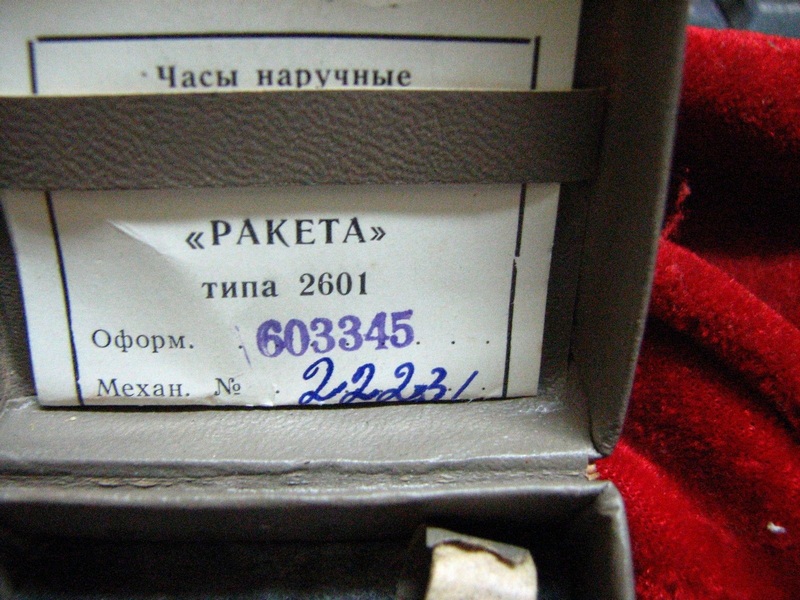 Часы наручные
«РАКЕТА»
типа 2601
Оформ. 603345
Механ. № 22231